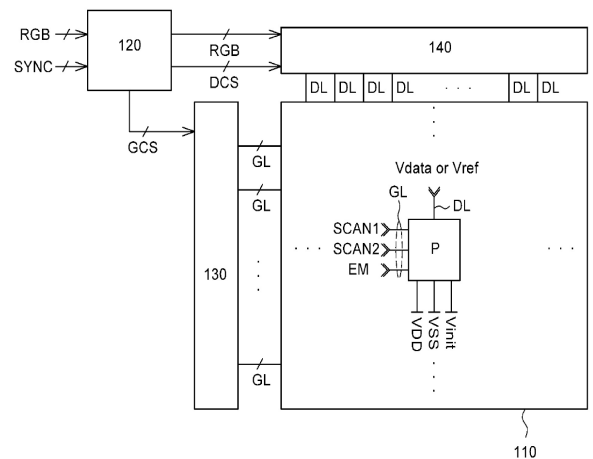 RGB
SYNC
120
RGB
DCS
140
GCS
DL DL DL DL DL DL
130
GL
GL
GL
Vdata or Vref
GL
DL
SCAN1
SCAN2
EM
P
VDD
VSS
Vinit
110